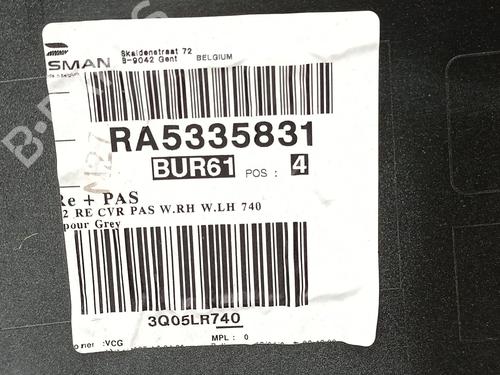 SMAN
Skaldenstraat 72
B-9042 Gent BELGIUM
RA5335831
BUR61 POS : 4
Re + PAS
2 RE CVR PAS W.RH W.LH 740
pour Grey
3Q05LR740
oner :VCG
MPL : 0